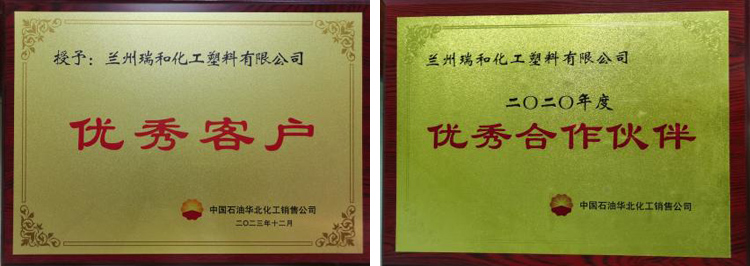 授予：兰州瑞和化工塑料有限公司
优秀客户
中国石油华北化工销售公司
二〇二三年十二月
兰州瑞和化工塑料有限公司
二〇二〇年度
优秀合作伙伴
中国石油华北化工销售公司